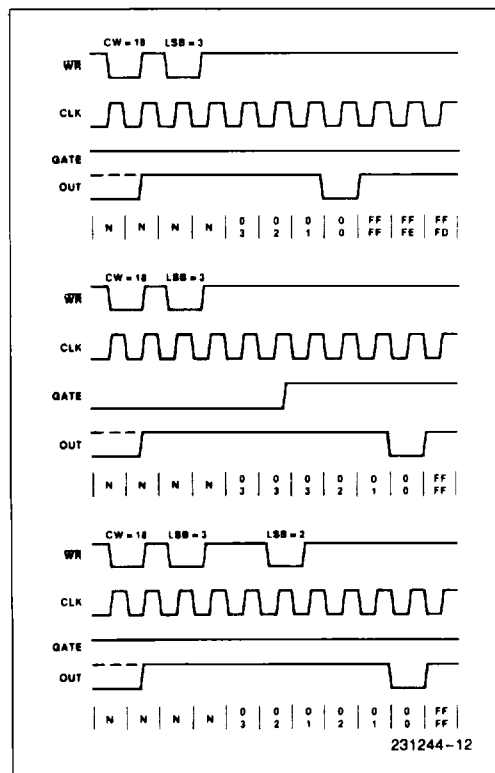 CW = 18 LSB = 3
WR
CLK
GATE
OUT
N N N N 0 0 0 0 FF FF FF
3 2 1 0 FF FE FD
CW = 18 LSB = 3
WR
CLK
GATE
OUT
N N N N 0 0 0 0 0 0 FF
3 3 3 2 1 0 FF
CW = 18 LSB = 3 LSB = 2
WR
CLK
GATE
OUT
N N N N 0 0 0 0 0 0 FF
3 2 1 2 1 0 FF
231244-12